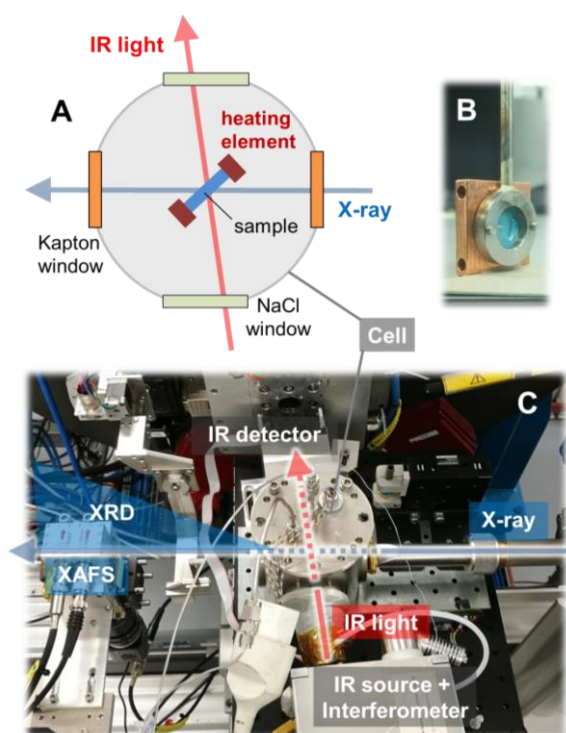 IR light
A
heating
element
X-ray
sample
Kapton
window
NaCl
window
Cell
B
C
IR detector
XRD
X-ray
XAFS
IR light
IR source +
Interferometer